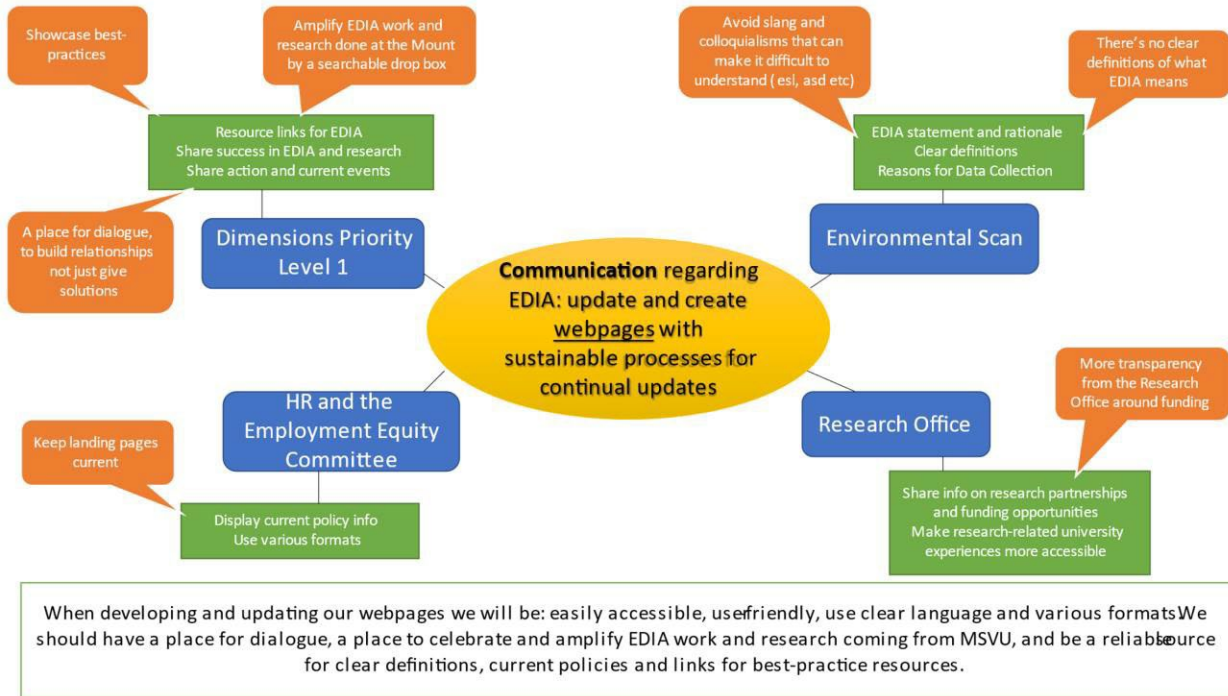 Showcase best-
practices
Amplify EDIA work and
research done at the Mount
by a searchable drop box
Resource links for EDIA
Share success in EDIA and research
Share action and current events
A place for dialogue,
to build relationships
not just give
solutions
Dimensions Priority
Level 1
Avoid slang and
colloquialisms that can
make it difficult to
understand ( esl, asd etc)
There's no clear
definitions of what
EDIA means
EDIA statement and rationale
Clear definitions
Reasons for Data Collection
Environmental Scan
Communication regarding
EDIA: update and create
webpages with
sustainable processes for
continual updates
HR and the
Employment Equity
Committee
Keep landing pages
current
Display current policy info
Use various formats
Research Office
More transparency
from the Research
Office around funding
Share info on research partnerships
and funding opportunities
Make research-related university
experiences more accessible
When developing and updating our webpages we will be: easily accessible, user-friendly, use clear language and various formats. We
should have a place for dialogue, a place to celebrate and amplify EDIA work and research coming from MSVU, and be a reliable source
for clear definitions, current policies and links for best-practice resources.